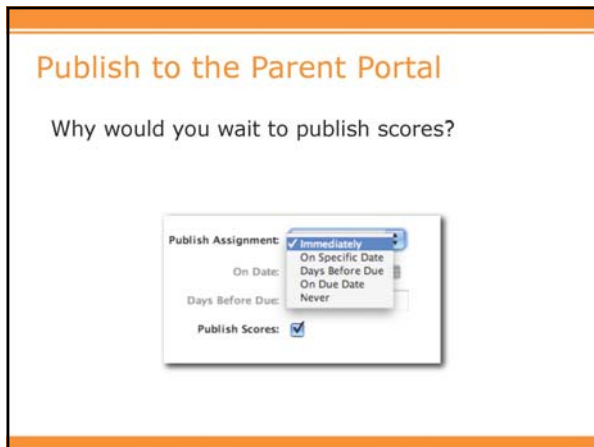 Publish to the Parent Portal
Why would you wait to publish scores?
Publish Assignment: ✓ Immediately
On Specific Date
On Date: Days Before Due
On Due Date
Days Before Due: Never
Publish Scores: